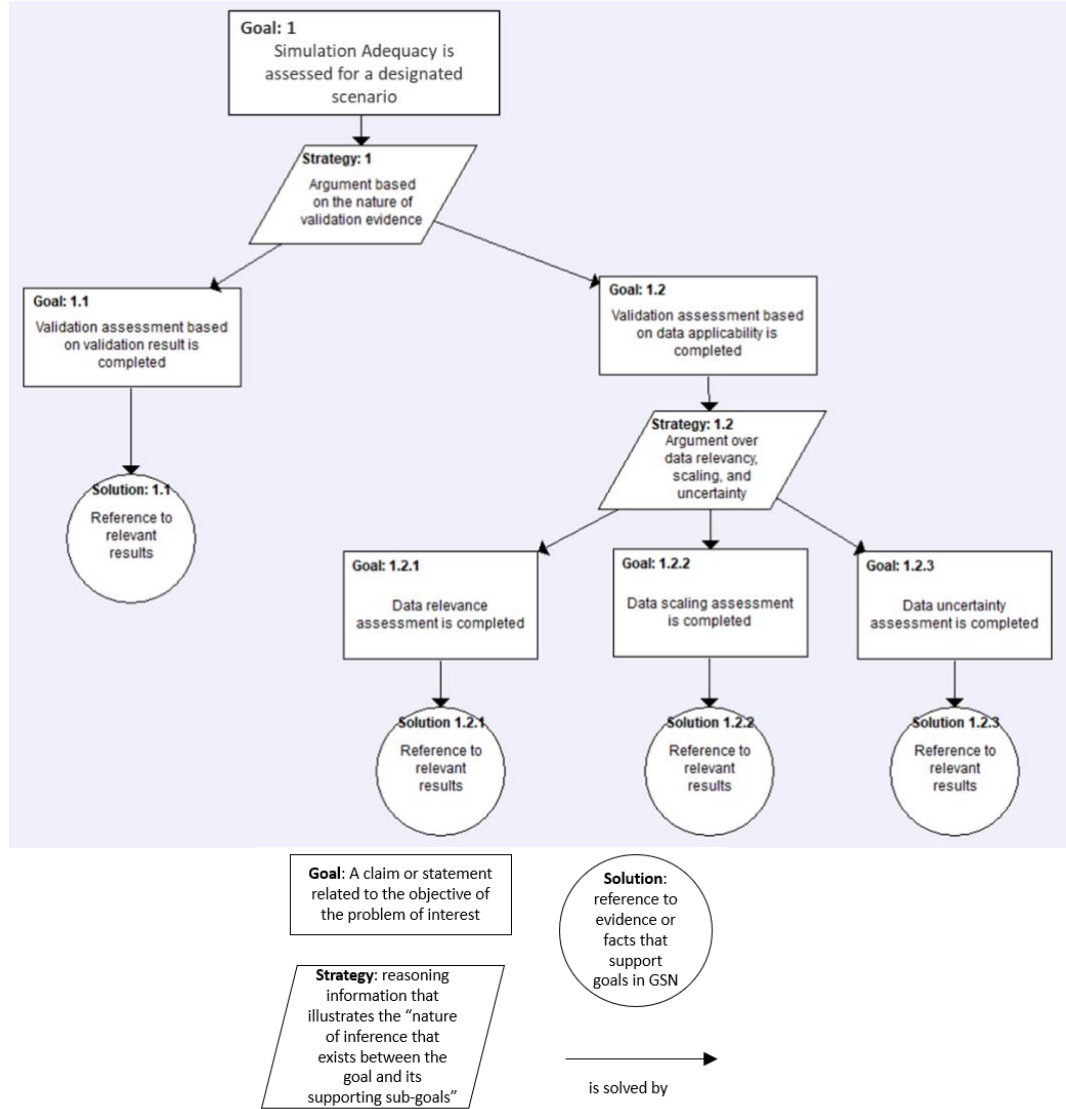 Goal: 1
Simulation Adequacy is
assessed for a designated
scenario
Strategy: 1
Argument based
on the nature of
validation evidence
Goal: 1.1
Validation assessment based
on validation result is
completed
Goal: 1.2
Validation assessment based
on data applicability is
completed
Strategy: 1.2
Argument over
data relevancy,
scaling, and
uncertainty
Solution: 1.1
Reference to
relevant
results
Goal: 1.2.1
Data relevance
assessment is completed
Goal: 1.2.2
Data scaling assessment
is completed
Goal: 1.2.3
Data uncertainty
assessment is completed
Solution 1.2.1
Reference to
relevant
results
Solution 1.2.2
Reference to
relevant
results
Solution 1.2.3
Reference to
relevant
results
Goal: A claim or statement
related to the objective of
the problem of interest
Solution:
reference to
evidence or
facts that
support
goals in GSN
Strategy: reasoning
information that
illustrates the “nature
of inference that
exists between the
goal and its
supporting sub-goals”
is solved by